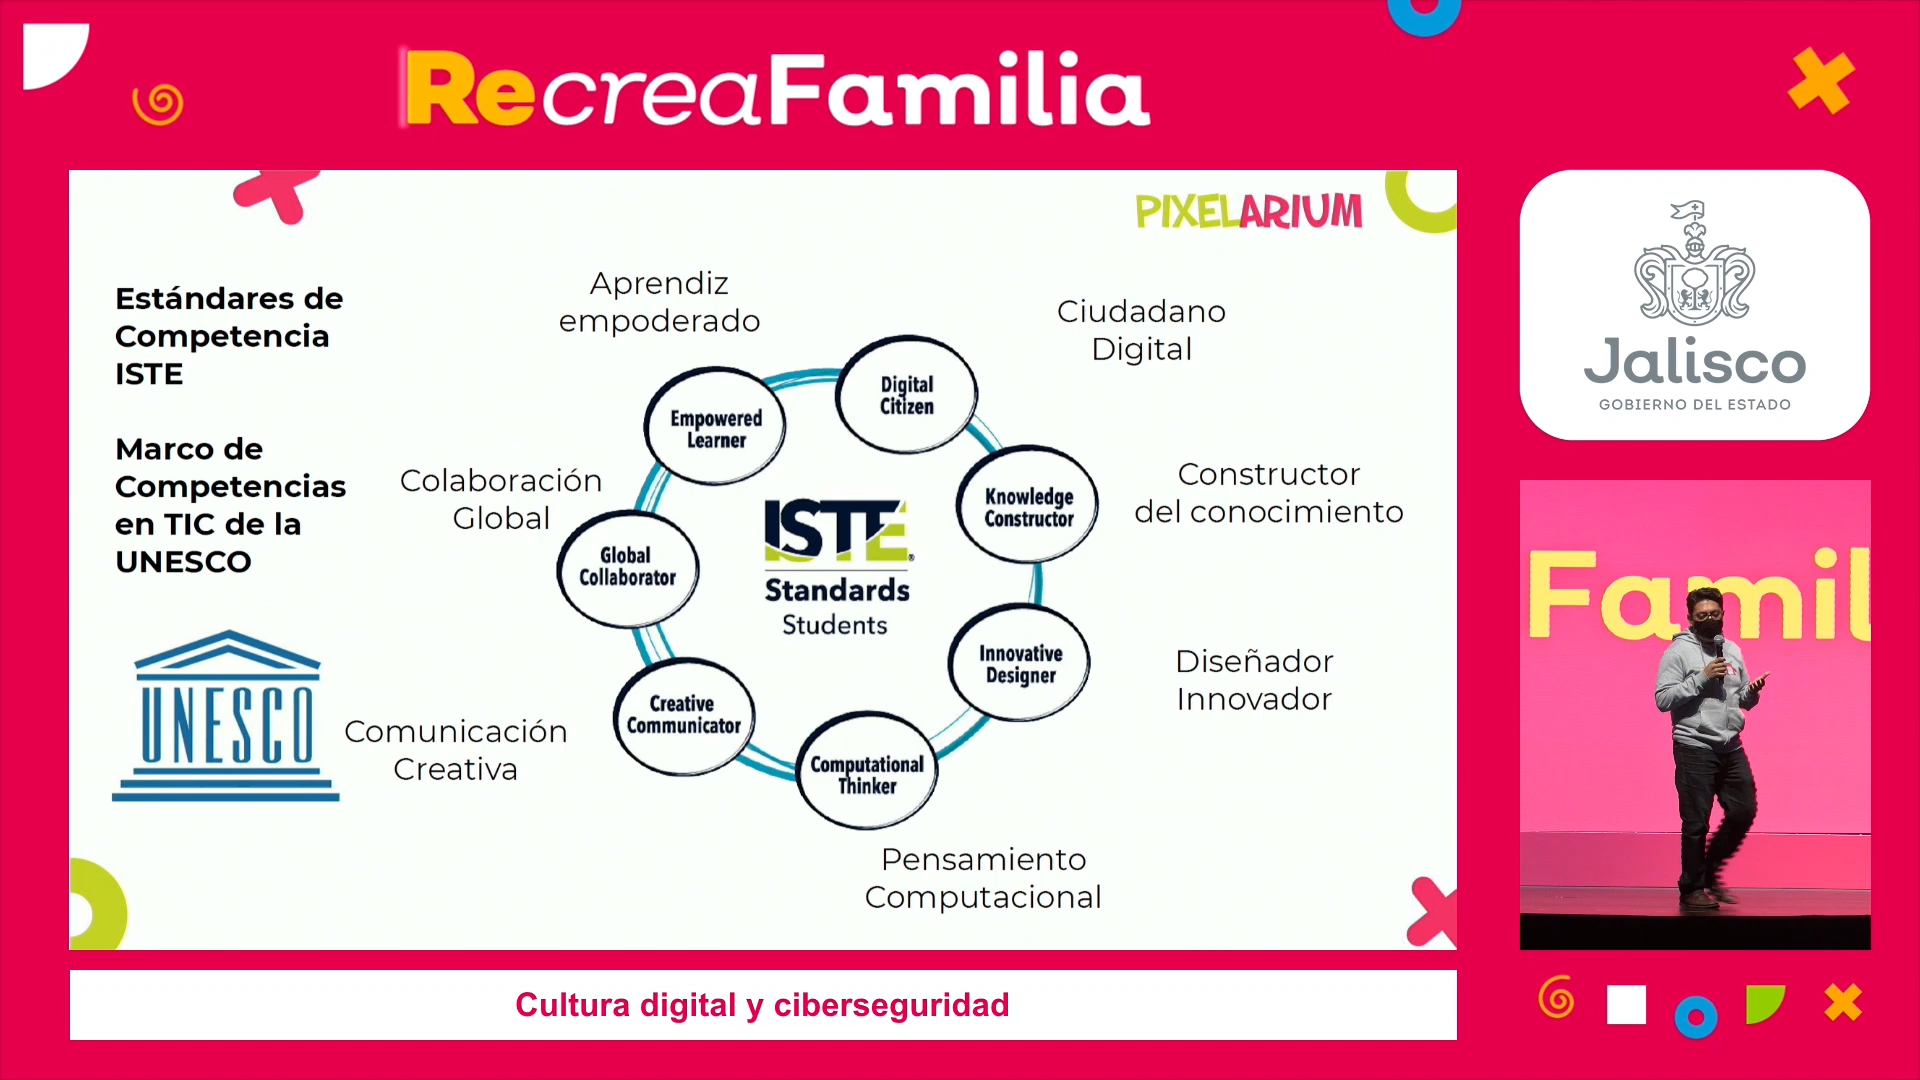 RecreaFamilia
PIXELARIUM
Estándares de
Competencia
ISTE
Marco de
Competencias
en TIC de la
UNESCO
UNESCO
Aprendiz
empoderado
Ciudadano
Digital
Colaboración
Global
Constructor
del conocimiento
Comunicación
Creativa
Diseñador
Innovador
Pensamiento
Computacional
Empowered
Learner
Digital
Citizen
Knowledge
Constructor
Global
Collaborator
ISTE®
Standards
Students
Innovative
Designer
Creative
Communicator
Computational
Thinker
Jalisco
GOBIERNO DEL ESTADO
Famil
Cultura digital y ciberseguridad